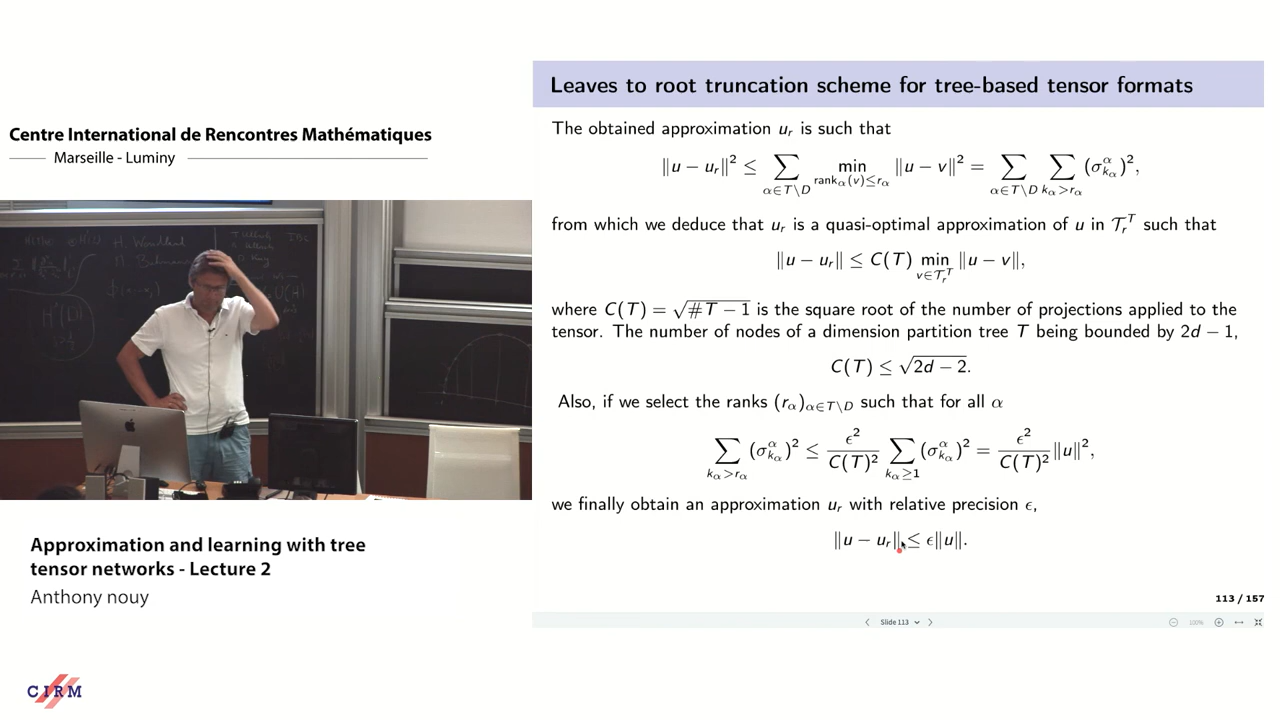 Centre International de Rencontres Mathématiques
Marseille - Luminy
H. Wendland
Approximation and learning with tree
tensor networks - Lecture 2
Anthony nouy
CIRM
Leaves to root truncation scheme for tree-based tensor formats
The obtained approximation u_r is such that
‖u − u_r‖² ≤ ∑_{α∈T\D} min_{rank_α(v)≤r_α} ‖u − v‖² = ∑_{α∈T\D} ∑_{k_α>r_α} (σ^α_{k_α})²,
from which we deduce that u_r is a quasi-optimal approximation of u in 𝒯_r^T such that
‖u − u_r‖ ≤ C(T) min_{v∈𝒯_r^T} ‖u − v‖,
where C(T) = √(#T − 1) is the square root of the number of projections applied to the
tensor. The number of nodes of a dimension partition tree T being bounded by 2d − 1,
C(T) ≤ √(2d − 2).
Also, if we select the ranks (r_α)_{α∈T\D} such that for all α
∑_{k_α>r_α} (σ^α_{k_α})² ≤ ϵ²/C(T)² ∑_{k_α≥1} (σ^α_{k_α})² = ϵ²/C(T)² ‖u‖²,
we finally obtain an approximation u_r with relative precision ϵ,
‖u − u_r‖ ≤ ϵ‖u‖.
113 / 157
Slide 113
100%